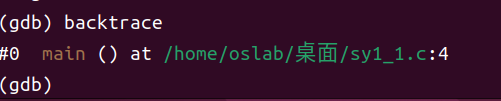 (gdb) backtrace
#0  main () at /home/oslab/桌面/sy1_1.c:4
(gdb)